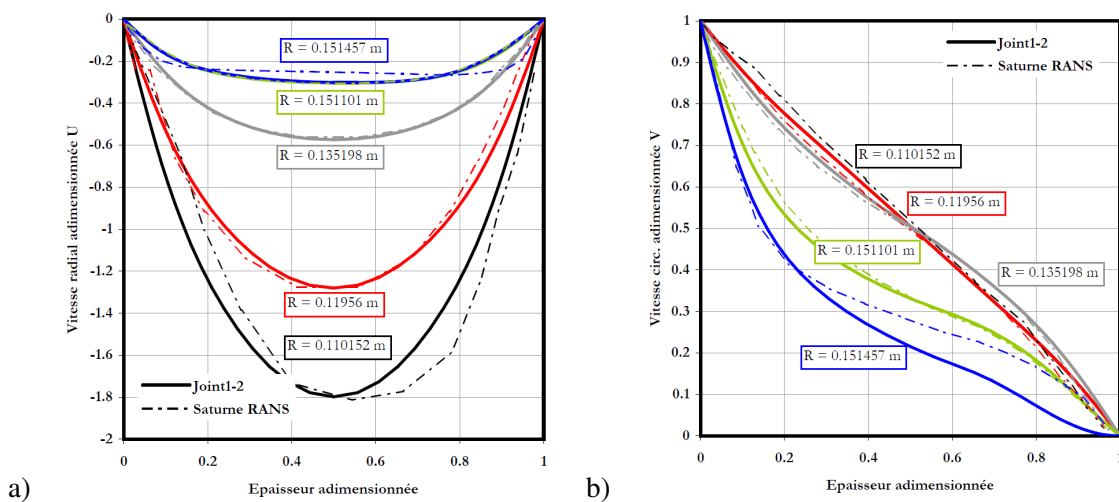 0
-0.2
-0.4
-0.6
-0.8
-1
-1.2
-1.4
-1.6
-1.8
-2
Vitesse radial adimensionnée U
R = 0.151457 m
R = 0.151101 m
R = 0.135198 m
R = 0.11956 m
R = 0.110152 m
Joint1-2
Saturne RANS
0 0.2 0.4 0.6 0.8 1
Epaisseur adimensionnée
a)
1
0.9
0.8
0.7
0.6
0.5
0.4
0.3
0.2
0.1
0
Vitesse circ. adimensionnée V
Joint1-2
Saturne RANS
R = 0.110152 m
R = 0.11956 m
R = 0.151101 m
R = 0.135198 m
R = 0.151457 m
0 0.2 0.4 0.6 0.8 1
Epaisseur adimensionnée
b)